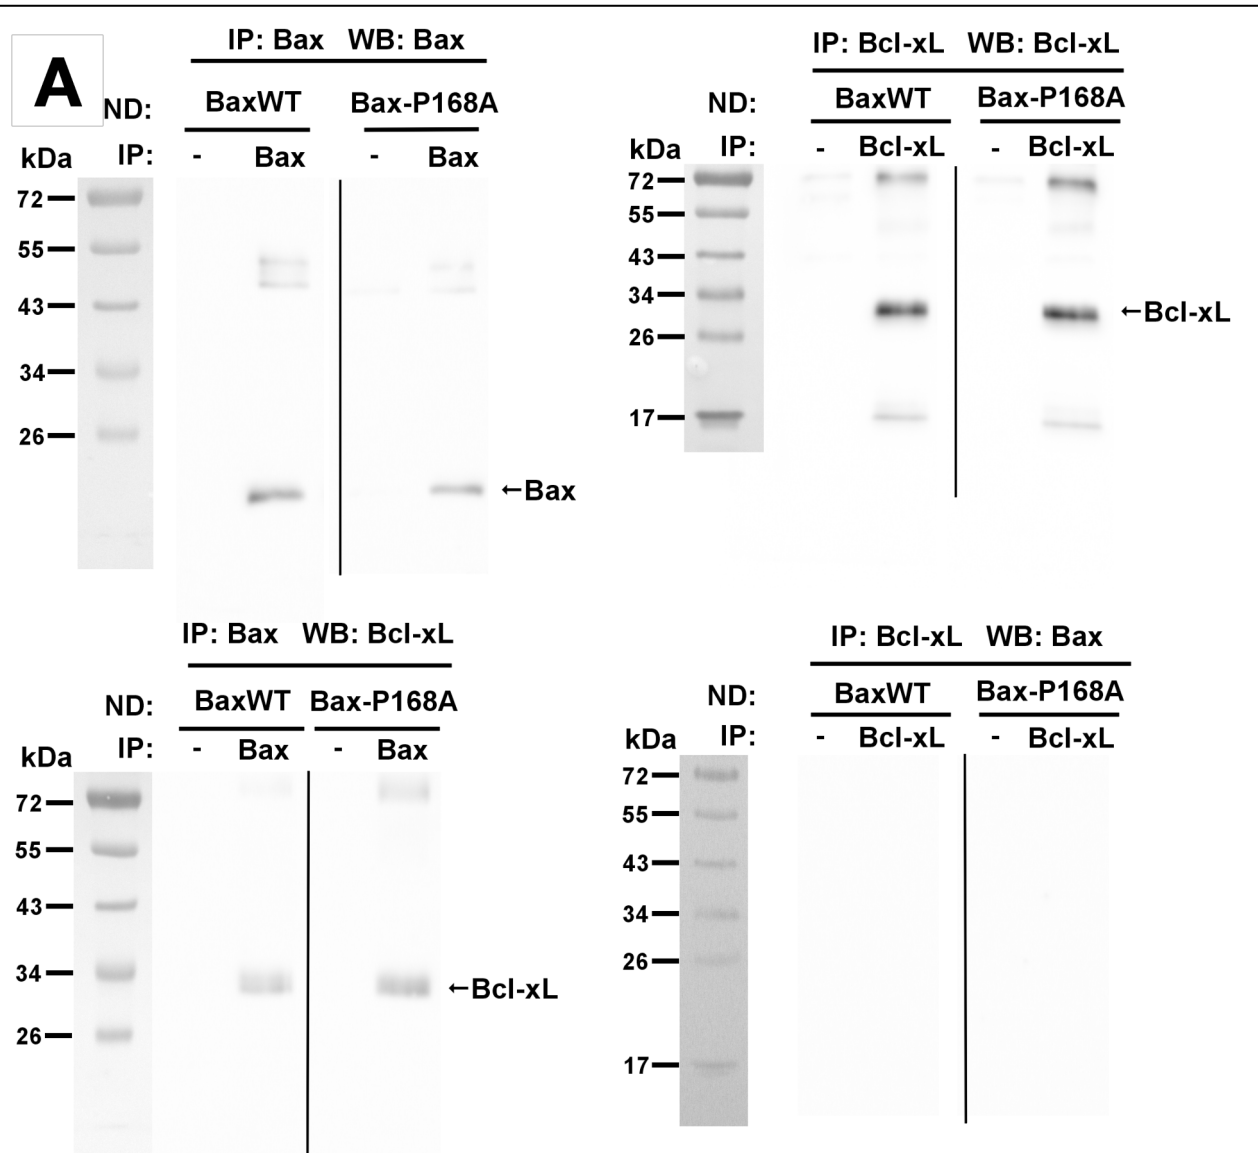 A
IP: Bax WB: Bax
ND: BaxWT Bax-P168A
kDa IP: - Bax - Bax
72
55
43
34
26
←Bax
IP: Bcl-xL WB: Bcl-xL
ND: BaxWT Bax-P168A
kDa IP: - Bcl-xL - Bcl-xL
72
55
43
34
←Bcl-xL
26
17
IP: Bax WB: Bcl-xL
ND: BaxWT Bax-P168A
kDa IP: - Bax - Bax
72
55
43
34
←Bcl-xL
26
IP: Bcl-xL WB: Bax
ND: BaxWT Bax-P168A
kDa IP: - Bcl-xL - Bcl-xL
72
55
43
34
26
17